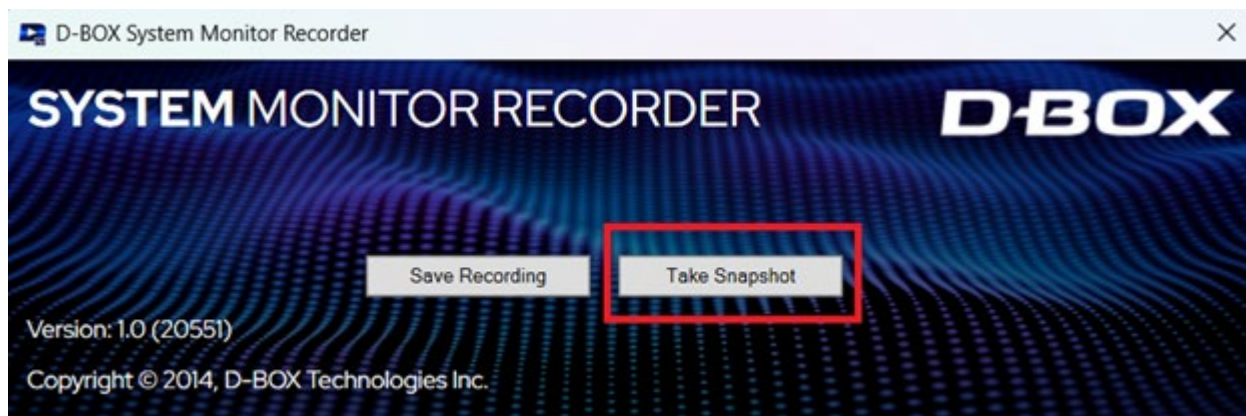 D-BOX System Monitor Recorder
SYSTEM MONITOR RECORDER
D-BOX
Save Recording
Take Snapshot
Version: 1.0 (20551)
Copyright © 2014, D-BOX Technologies Inc.